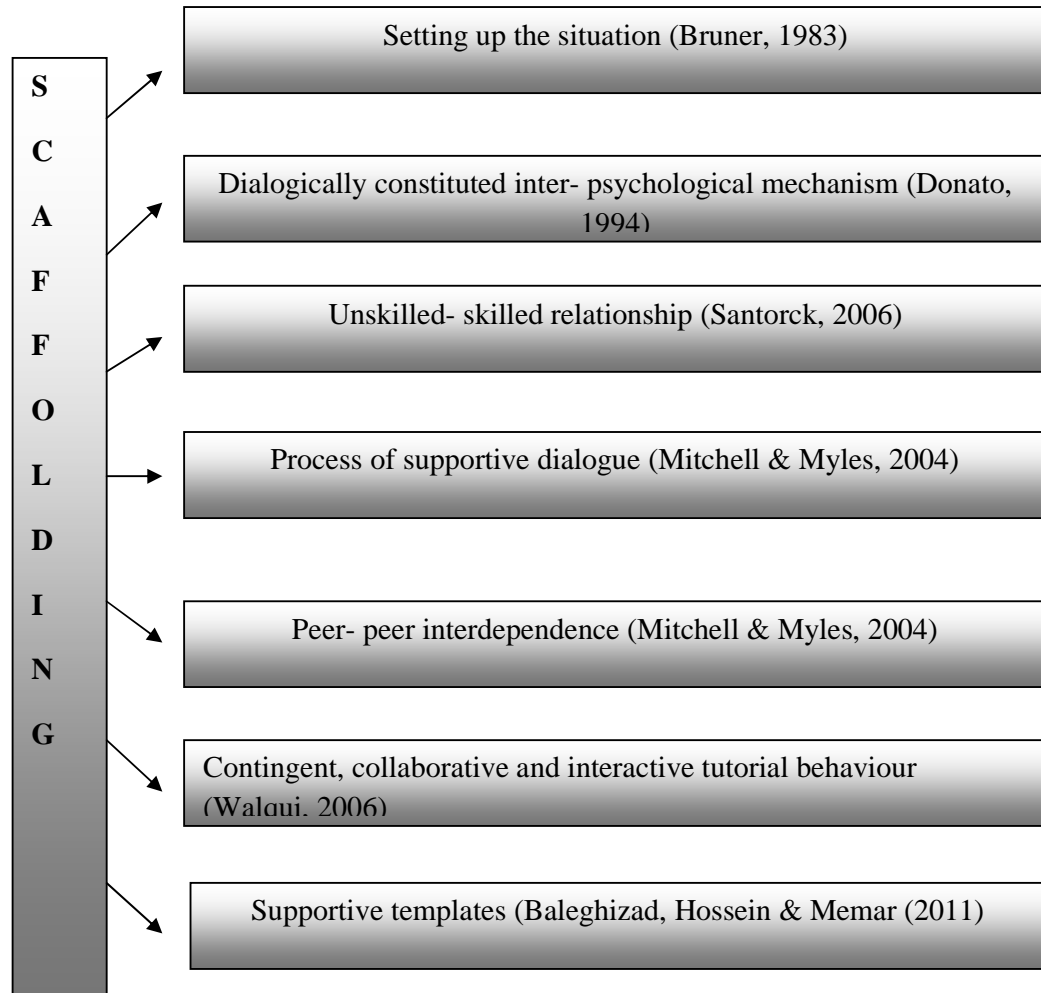 S
C
A
F
F
O
L
D
I
N
G
Setting up the situation (Bruner, 1983)
Dialogically constituted inter- psychological mechanism (Donato,
1994)
Unskilled- skilled relationship (Santorck, 2006)
Process of supportive dialogue (Mitchell & Myles, 2004)
Peer- peer interdependence (Mitchell & Myles, 2004)
Contingent, collaborative and interactive tutorial behaviour
(Walqui, 2006)
Supportive templates (Baleghizad, Hossein & Memar (2011)